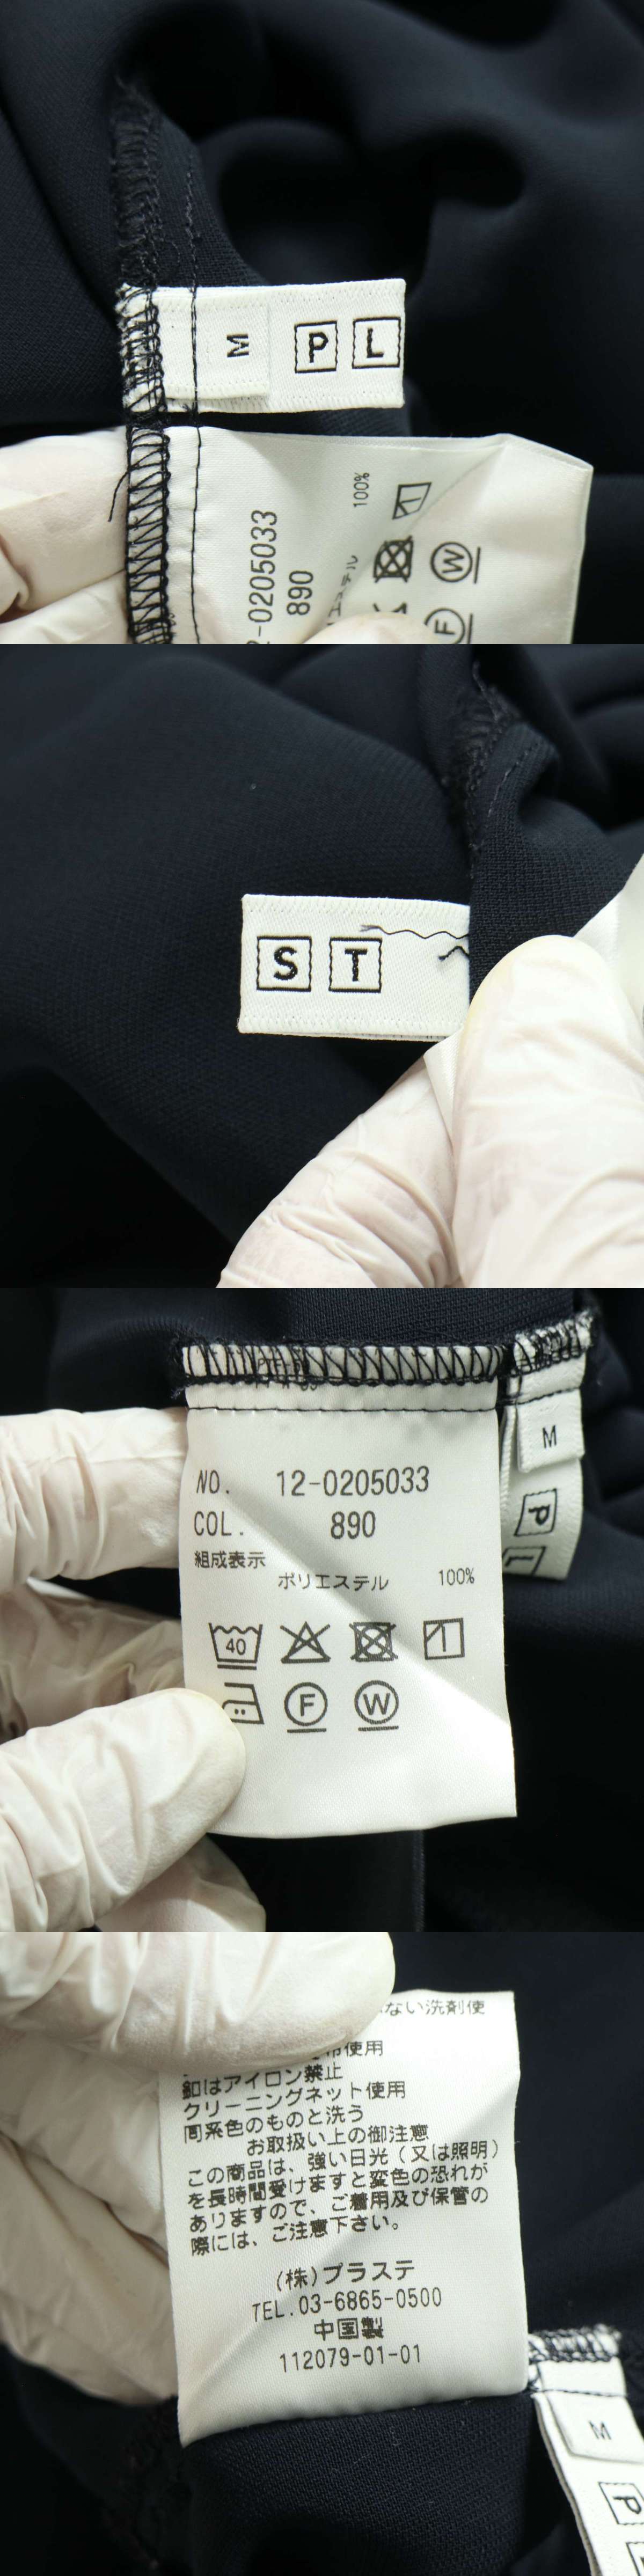 M P L
100%
-0205033
890
W
F
S T
M
P
L
NO. 12-0205033
COL. 890
組成表示
ポリエステル 100%
40
F W
ない洗剤使
使用
釦はアイロン禁止
クリーニングネット使用
同系色のものと洗う
お取扱い上の御注意
この商品は、強い日光(又は照明)
を長時間受けますと変色の恐れが
ありますので、ご着用及び保管の
際には、ご注意下さい。
(株)プラステ
TEL.03-6865-0500
中国製
112079-01-01
M
P